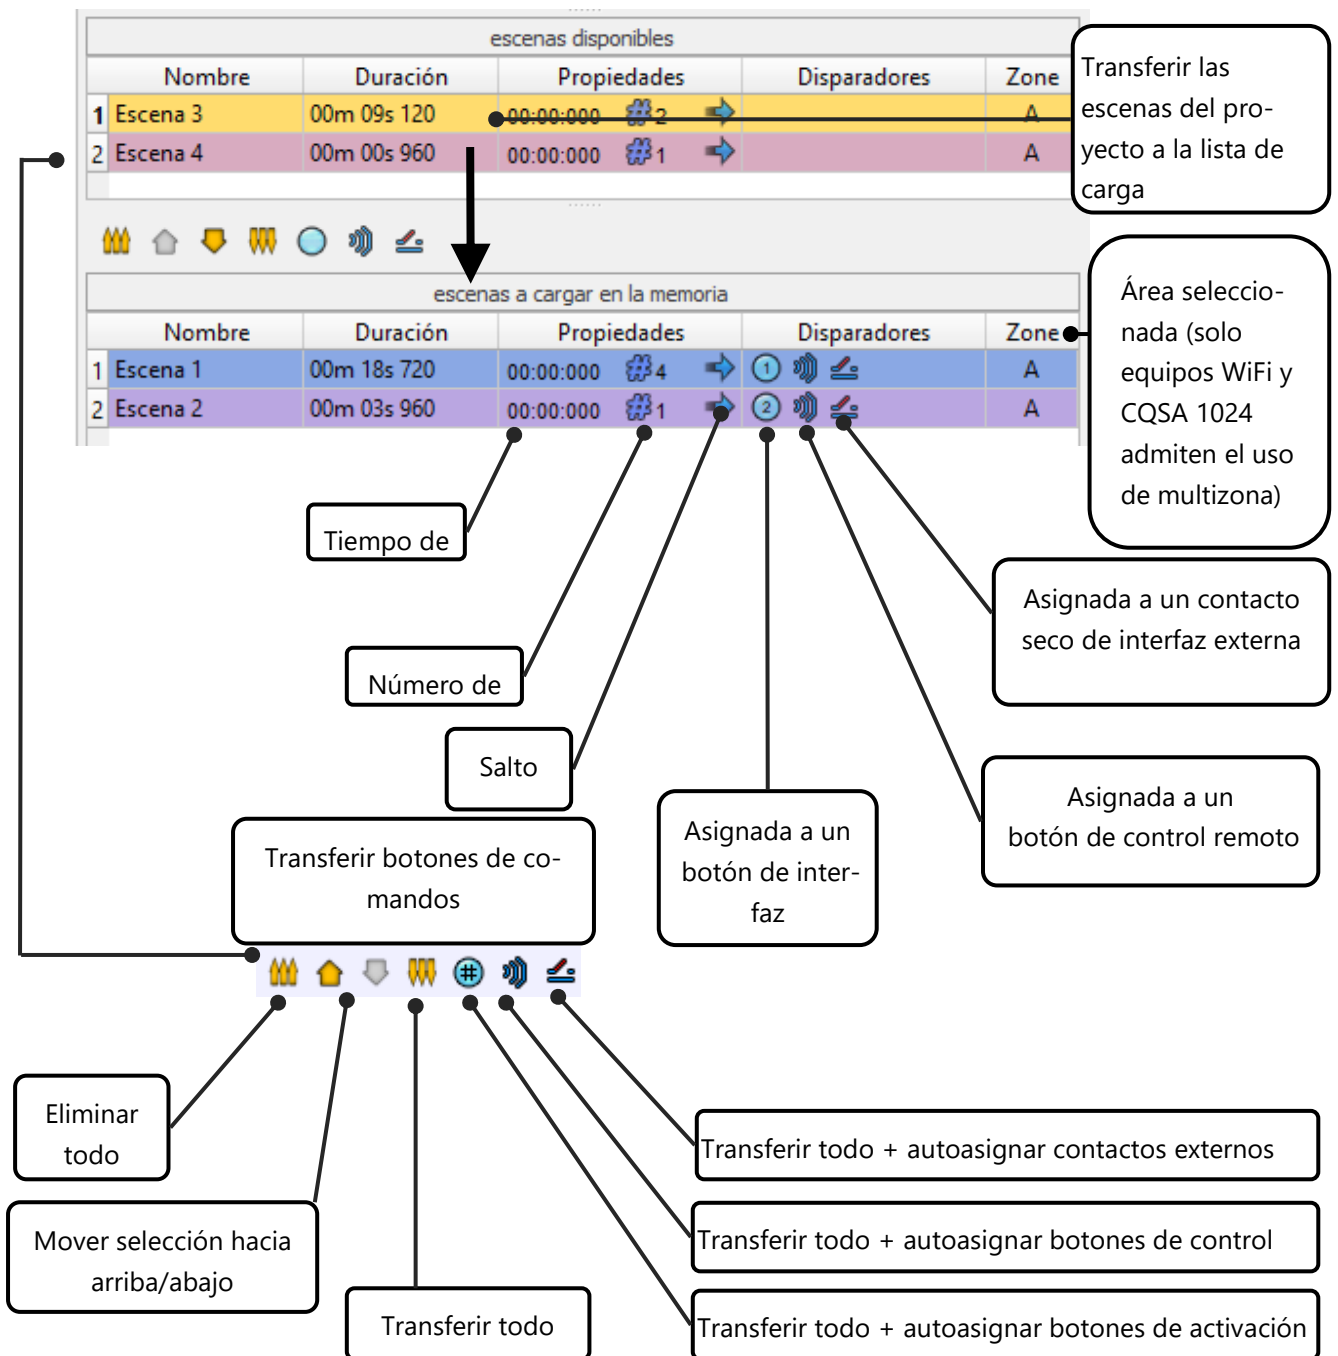 escenas disponibles
Nombre Duración Propiedades Disparadores Zone
1 Escena 3 00m 09s 120 00:00:000 #2 A
2 Escena 4 00m 00s 960 00:00:000 #1 A
Transferir las
escenas del pro-
yecto a la lista de
carga
escenas a cargar en la memoria
Nombre Duración Propiedades Disparadores Zone
1 Escena 1 00m 18s 720 00:00:000 #4 1 A
2 Escena 2 00m 03s 960 00:00:000 #1 2 A
Área seleccio-
nada (solo
equipos WiFi y
CQSA 1024
admiten el uso
de multizona)
Tiempo de
Asignada a un contacto
seco de interfaz externa
Número de
Salto
Asignada a un
botón de control remoto
Asignada a un
botón de inter-
faz
Transferir botones de co-
mandos
#
Eliminar
todo
Transferir todo + autoasignar contactos externos
Mover selección hacia
arriba/abajo
Transferir todo + autoasignar botones de control
Transferir todo
Transferir todo + autoasignar botones de activación